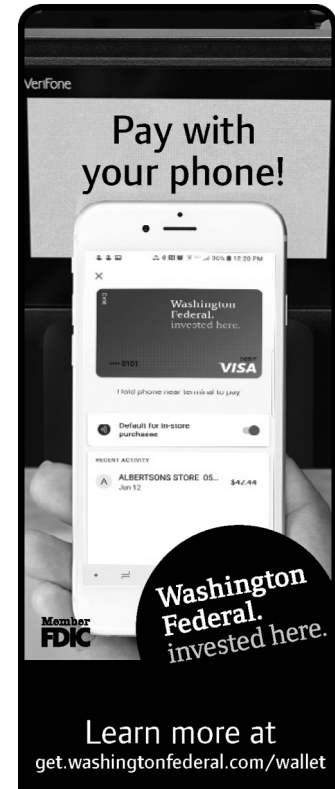 VeriFone
Pay with
your phone!
96% 12:20 PM
Washington
Federal.
invested here.
•••• 0101
DEBIT
VISA
Hold phone near terminal to pay
Default for in-store
purchases
RECENT ACTIVITY
A ALBERTSONS STORE 05... $42.44
Jun 12
Washington
Federal.
invested here.
Member
FDIC
Learn more at
get.washingtonfederal.com/wallet